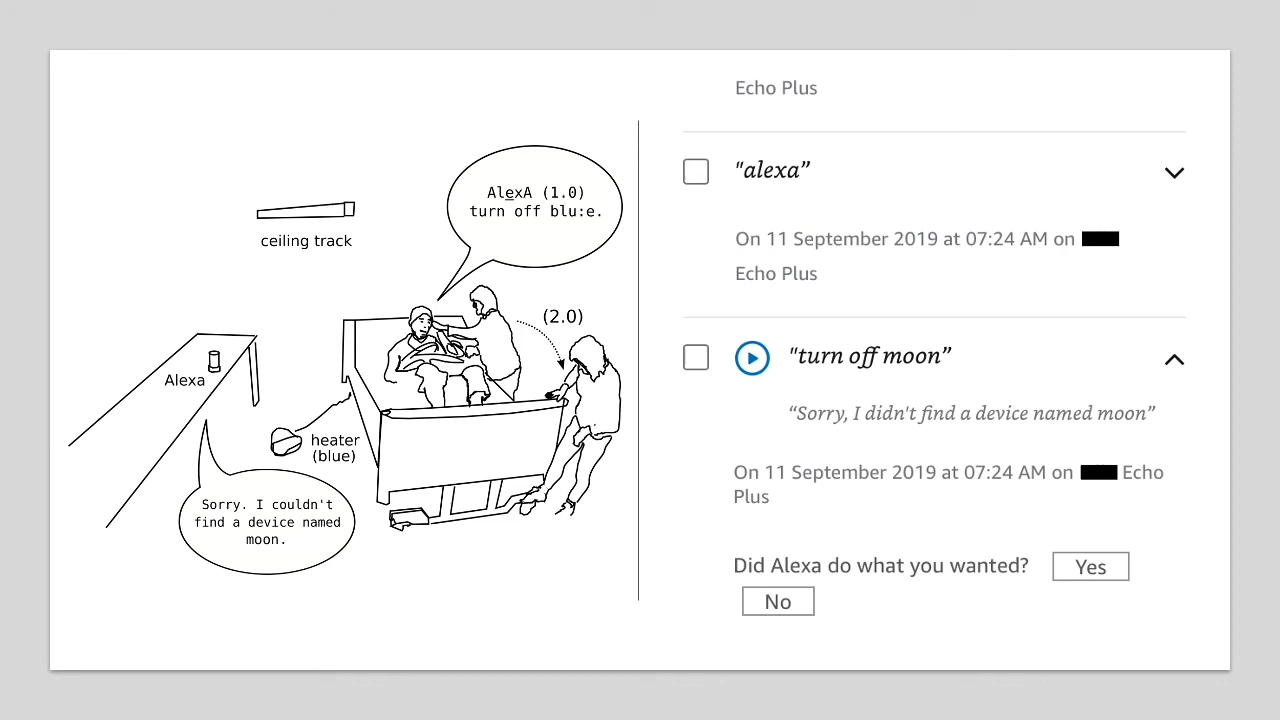 AlexA (1.0)
turn off blu:e.
ceiling track
(2.0)
Alexa
heater
(blue)
Sorry. I couldn't
find a device named
moon.
Echo Plus
"alexa”
On 11 September 2019 at 07:24 AM on
Echo Plus
"turn off moon”
“Sorry, I didn't find a device named moon”
On 11 September 2019 at 07:24 AM on Echo
Plus
Did Alexa do what you wanted? Yes
No